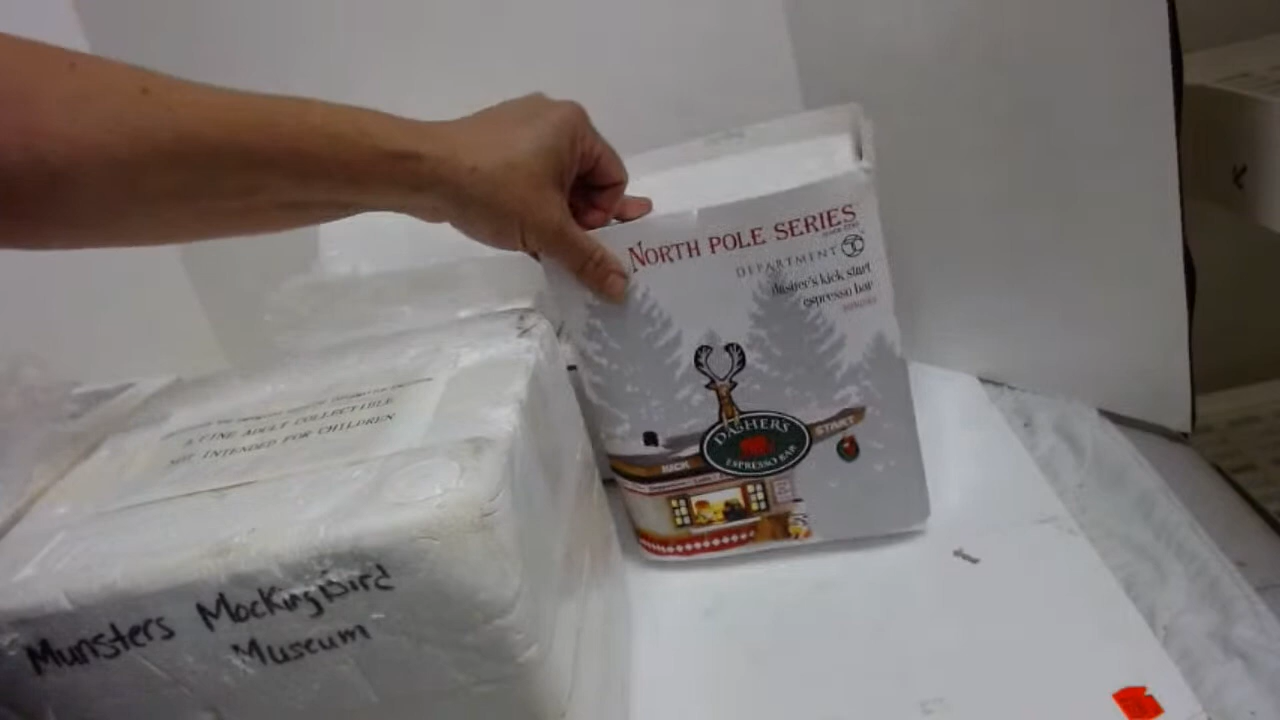 NORTH POLE SERIES
DEPARTMENT 56
dasher's kick start
espresso bar
DASHER'S
ESPRESSO BAR
KICK
START
A FINE ADULT COLLECTIBLE
NOT INTENDED FOR CHILDREN
Munsters MockingBird
Museum